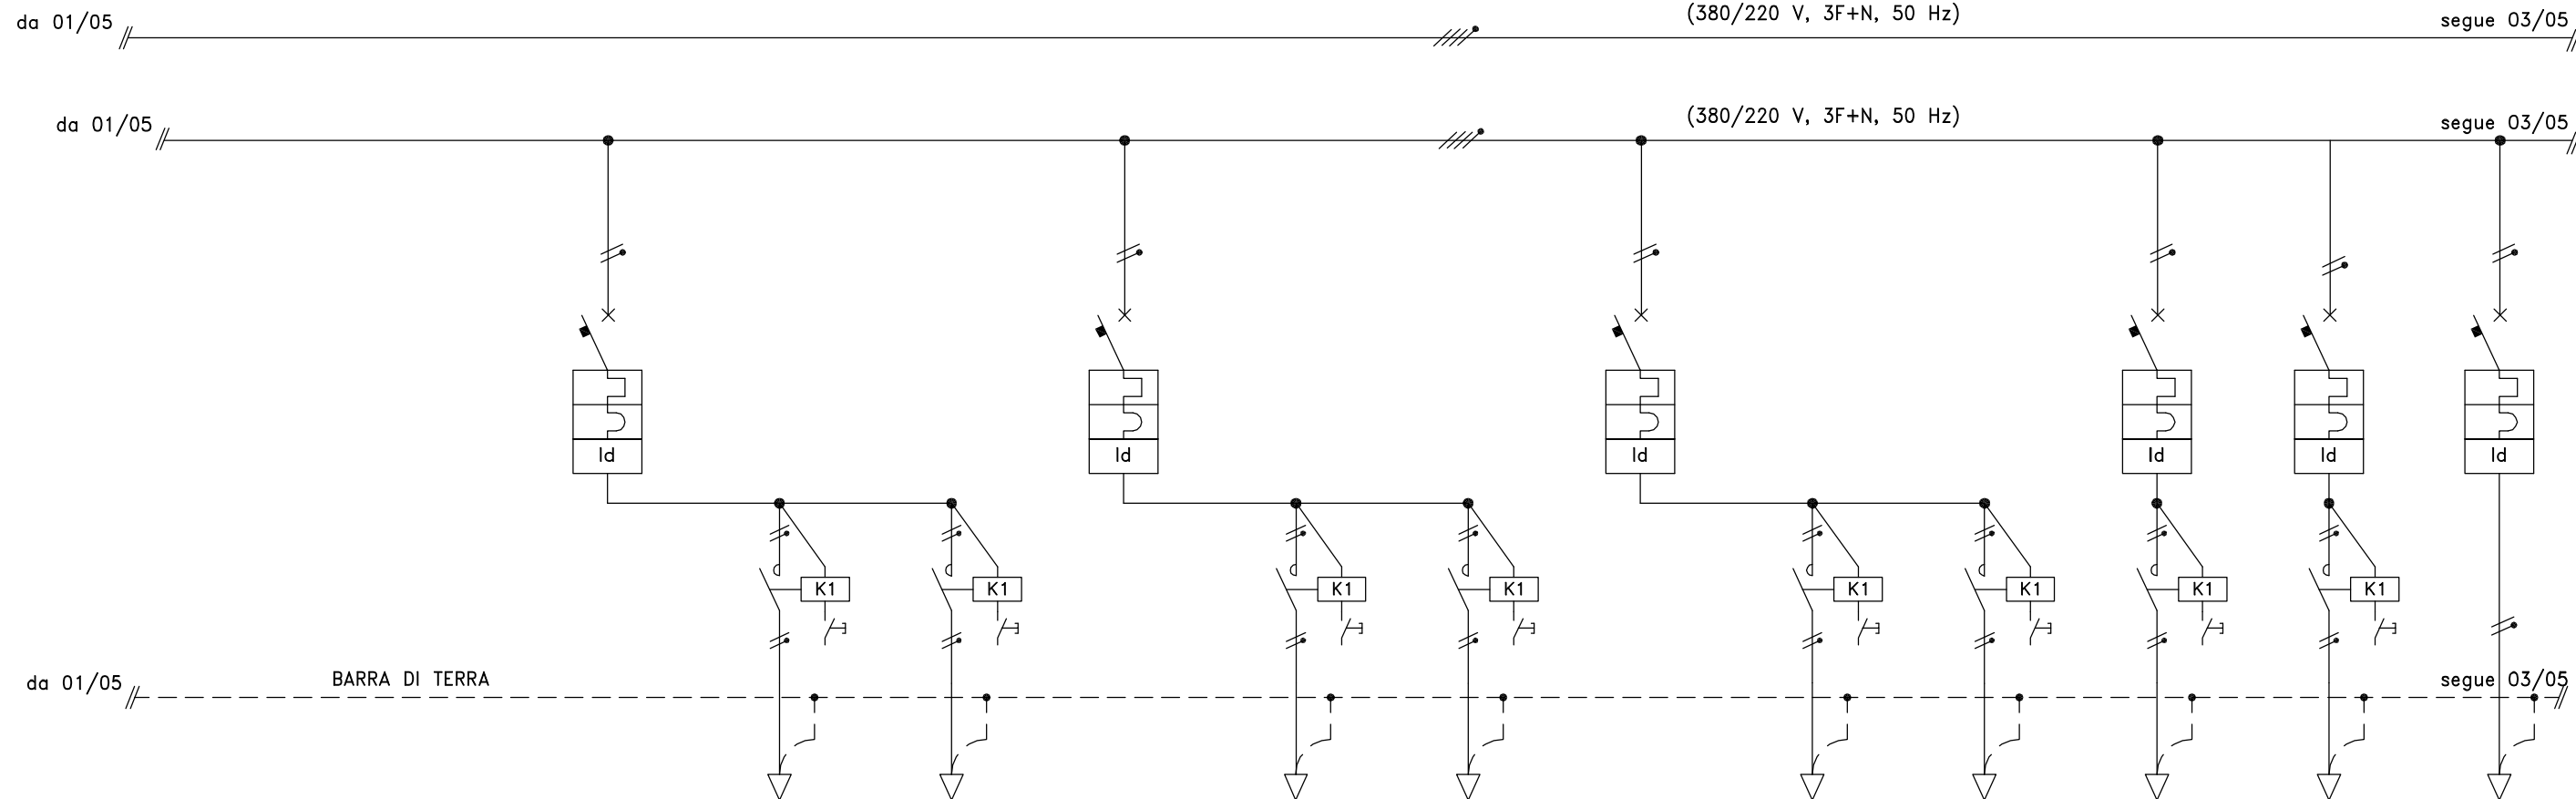 da 01/05
(380/220 V, 3F+N, 50 Hz)
segue 03/05
da 01/05
(380/220 V, 3F+N, 50 Hz)
segue 03/05
Id
Id
Id
Id
Id
Id
K1
K1
K1
K1
K1
K1
K1
K1
da 01/05
BARRA DI TERRA
segue 03/05